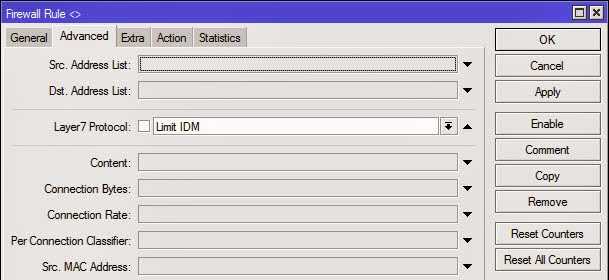 Firewall Rule <>
General Advanced Extra Action Statistics
OK
Src. Address List:
Cancel
Dst. Address List:
Apply
Layer7 Protocol: Limit IDM
Enable
Comment
Content:
Copy
Connection Bytes:
Remove
Connection Rate:
Per Connection Classifier:
Reset Counters
Src. MAC Address:
Reset All Counters